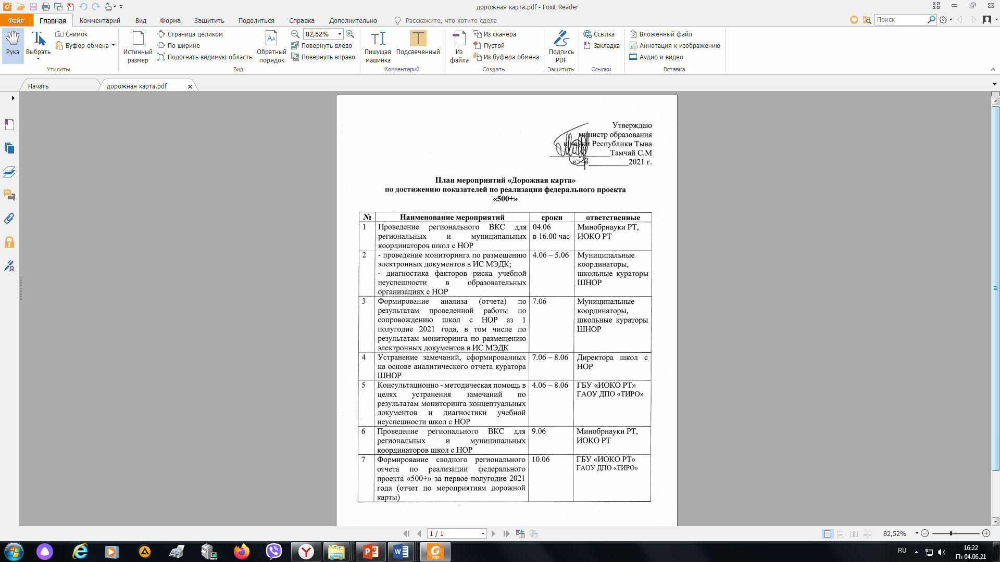 дорожная карта.pdf - Foxit Reader
Файл
Главная
Комментарий
Вид
Форма
Защитить
Поделиться
Справка
Дополнительно
Расскажите, что хотите сдела
Поиск
Рука
Выбрать
Снимок
Буфер обмена
Утилиты
Истинный размер
Страница целиком
По ширине
Подогнать видимую область
Обратный порядок
82,52%
Повернуть влево
Повернуть вправо
Вид
Пишущая машинка
Подсвеченный
Комментарий
Из файла
Из сканера
Пустой
Из буфера обмена
Создать
Подпись PDF
Защитить
Ссылка
Закладка
Ссылки
Вложенный файл
Аннотация к изображению
Аудио и видео
Вставка
Начать
дорожная карта.pdf
Утверждаю
министр образования
и науки Республики Тыва
Тамчай С.М
2021 г.
План мероприятий «Дорожная карта»
по достижению показателей по реализации федерального проекта
«500+»
№ Наименование мероприятий сроки ответственные
1 Проведение регионального ВКС для 04.06 Минобрнауки РТ,
региональных и муниципальных в 16.00 час ИОКО РТ
координаторов школ с НОР
2 - проведение мониторинга по размещению 4.06 – 5.06 Муниципальные
электронных документов в ИС МЭДК; координаторы,
- диагностика факторов риска учебной школьные кураторы
неуспешности в образовательных ШНОР
организациях с НОР
3 Формирование анализа (отчета) по 7.06 Муниципальные
результатам проведенной работы по координаторы,
сопровождению школ с НОР аз 1 школьные кураторы
полугодие 2021 года, в том числе по ШНОР
результатам мониторинга по размещению
электронных документов в ИС МЭДК
4 Устранение замечаний, сформированных 7.06 – 8.06 Директора школ с
на основе аналитического отчета куратора НОР
ШНОР
5 Консультационно - методическая помощь в 4.06 – 8.06 ГБУ «ИОКО РТ»
целях устранения замечаний по ГАОУ ДПО «ТИРО»
результатам мониторинга концептуальных
документов и диагностики учебной
неуспешности школ с НОР
6 Проведение регионального ВКС для 9.06 Минобрнауки РТ,
региональных и муниципальных ИОКО РТ
координаторов школ с НОР
7 Формирование сводного регионального 10.06 ГБУ «ИОКО РТ»
отчета по реализации федерального ГАОУ ДПО «ТИРО»
проекта «500+» за первое полугодие 2021
года (отчет по мероприятиям дорожной
карты)
1 / 1
82,52%
RU
16:22
Пт 04.06.21